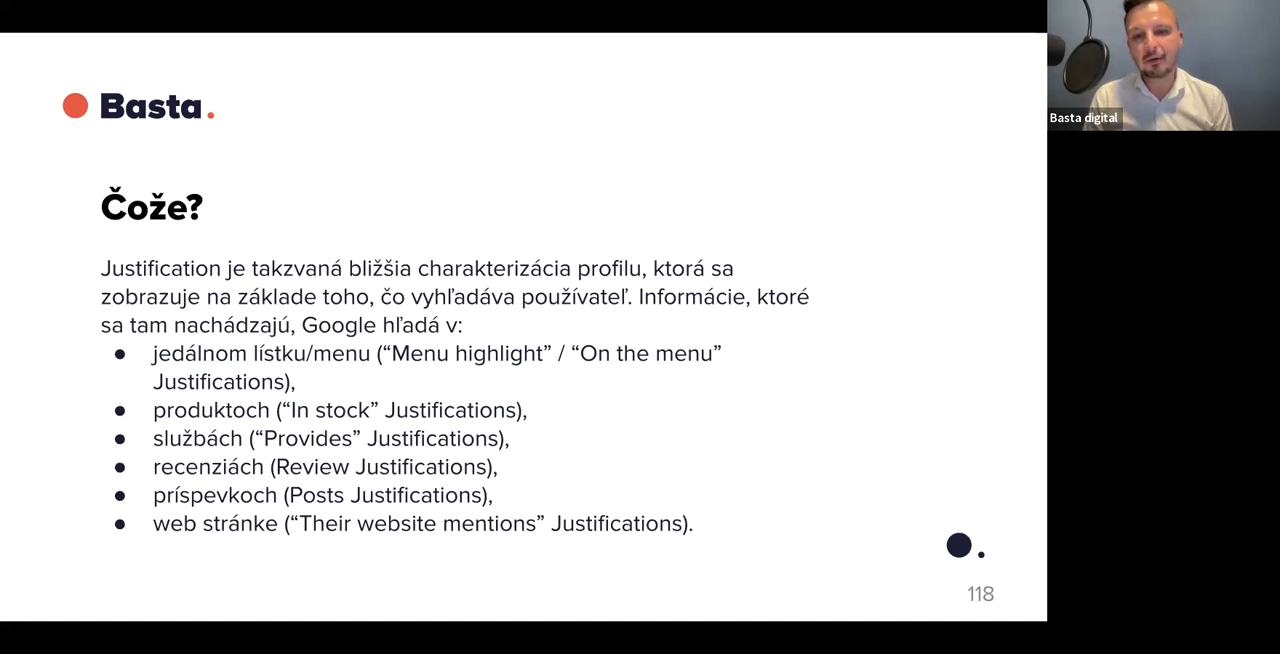 Basta.
Basta digital
Čože?
Justification je takzvaná bližšia charakterizácia profilu, ktorá sa
zobrazuje na základe toho, čo vyhľadáva používateľ. Informácie, ktoré
sa tam nachádzajú, Google hľadá v:
● jedálnom lístku/menu (“Menu highlight” / “On the menu”
Justifications),
● produktoch (“In stock” Justifications),
● službách (“Provides” Justifications),
● recenziách (Review Justifications),
● príspevkoch (Posts Justifications),
● web stránke (“Their website mentions” Justifications).
118